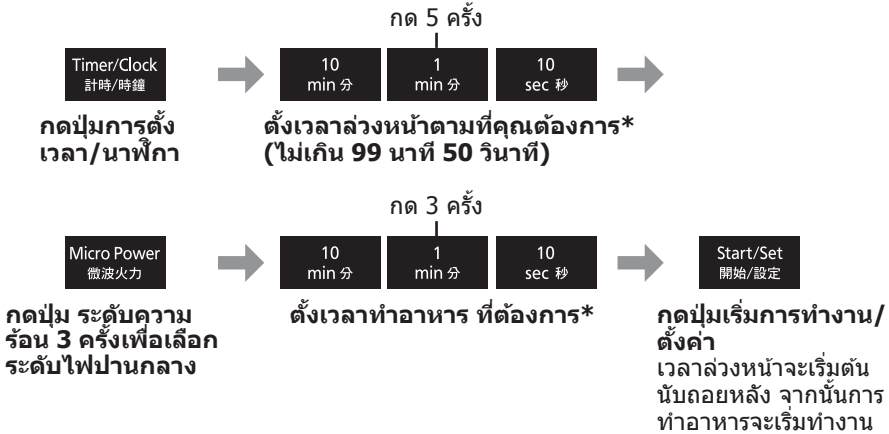 กด 5 ครั้ง
Timer/Clock
計時/時鐘
10
min 分
1
min 分
10
sec 秒
กดปุ่มการตั้ง
เวลา/นาฬิกา
ตั้งเวลาล่วงหน้าตามที่คุณต้องการ*
(ไม่เกิน 99 นาที 50 วินาที)
กด 3 ครั้ง
Micro Power
微波火力
10
min 分
1
min 分
10
sec 秒
Start/Set
開始/設定
กดปุ่ม ระดับความ
ร้อน 3 ครั้งเพื่อเลือก
ระดับไฟปานกลาง
ตั้งเวลาทำอาหาร ที่ต้องการ*
กดปุ่มเริ่มการทำงาน/
ตั้งค่า
เวลาล่วงหน้าจะเริ่มต้น
นับถอยหลัง จากนั้นการ
ทำอาหารจะเริ่มทำงาน